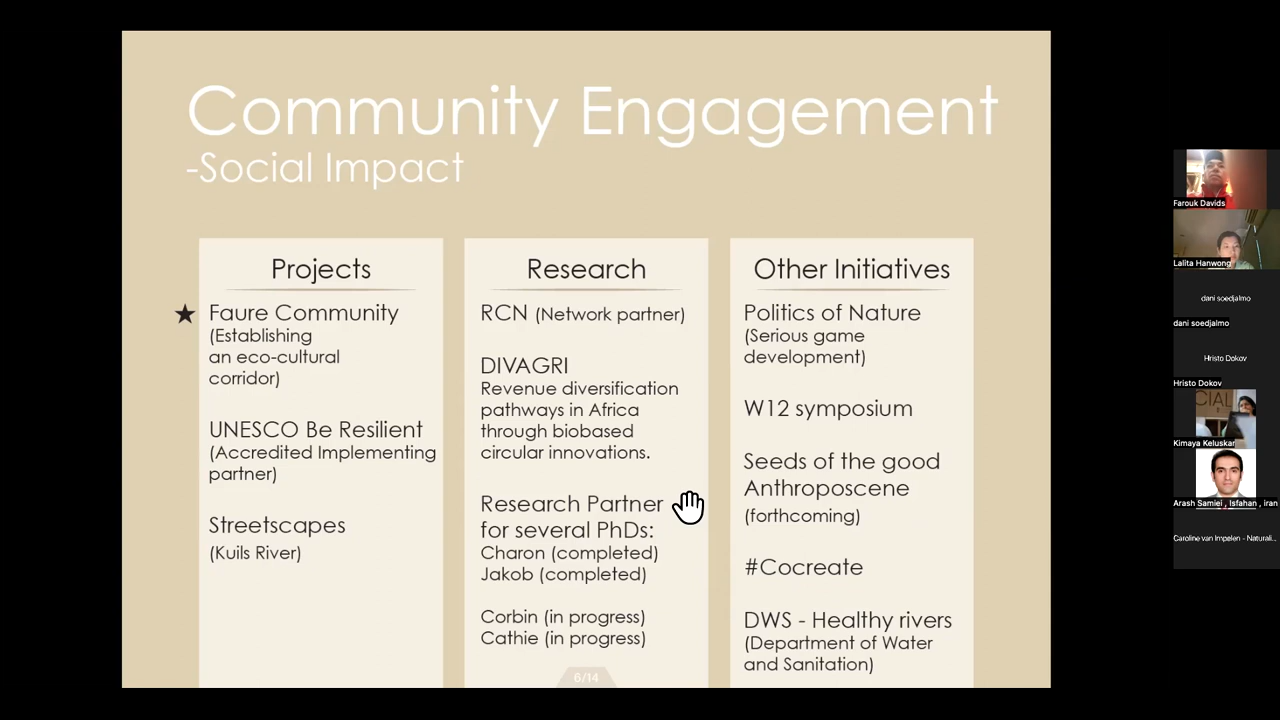 Community Engagement
-Social Impact
Projects
★ Faure Community
(Establishing
an eco-cultural
corridor)
UNESCO Be Resilient
(Accredited Implementing
partner)
Streetscapes
(Kuils River)
Research
RCN (Network partner)
DIVAGRI
Revenue diversification
pathways in Africa
through biobased
circular innovations.
Research Partner
for several PhDs:
Charon (completed)
Jakob (completed)
Corbin (in progress)
Cathie (in progress)
Other Initiatives
Politics of Nature
(Serious game
development)
W12 symposium
Seeds of the good
Anthroposcene
(forthcoming)
#Cocreate
DWS - Healthy rivers
(Department of Water
and Sanitation)
6/14
Farouk Davids
Lalita Hanwong
dani soedjalmo
dani soedjalmo
Hristo Dokov
Hristo Dokov
CIAL
Kimaya Keluskar
Arash Samiei , Isfahan , iran
Caroline van Impelen - Naturali...